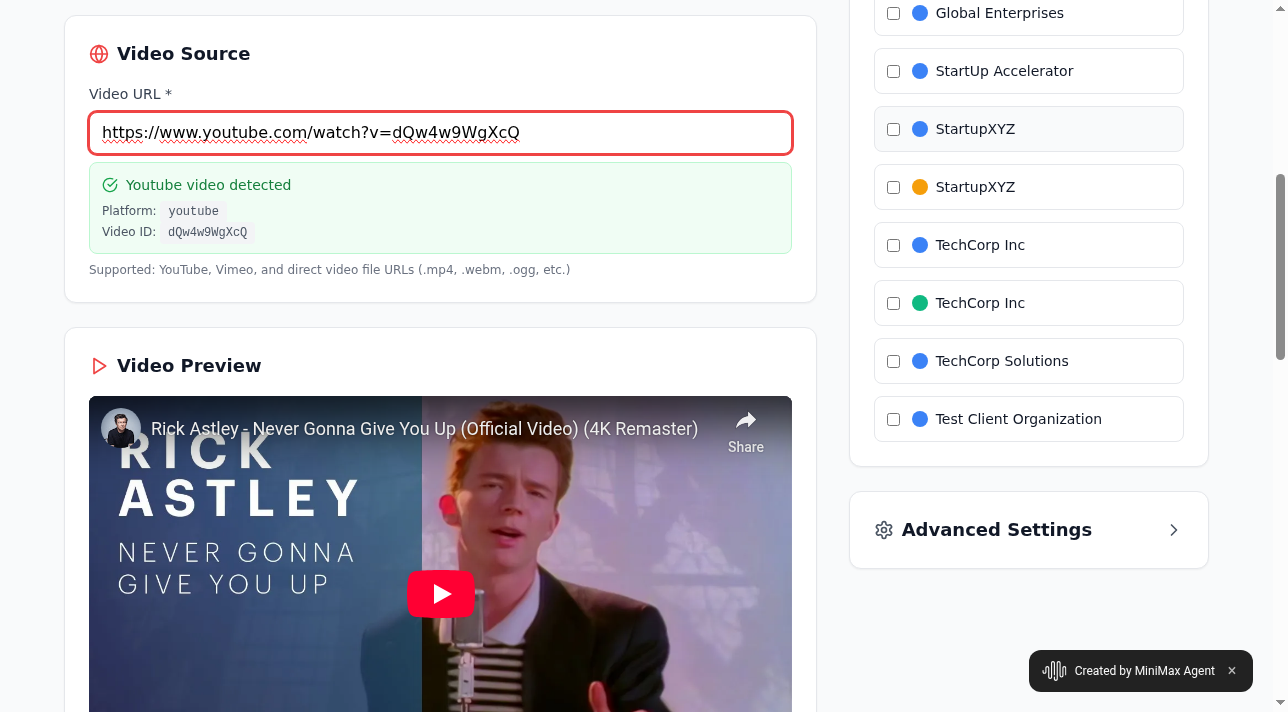 Video Source
Video URL *
https://www.youtube.com/watch?v=dQw4w9WgXcQ
Youtube video detected
Platform: youtube
Video ID: dQw4w9WgXcQ
Supported: YouTube, Vimeo, and direct video file URLs (.mp4, .webm, .ogg, etc.)
Video Preview
Rick Astley - Never Gonna Give You Up (Official Video) (4K Remaster)
Share
RICK
ASTLEY
NEVER GONNA
GIVE YOU UP
Global Enterprises
StartUp Accelerator
StartupXYZ
StartupXYZ
TechCorp Inc
TechCorp Inc
TechCorp Solutions
Test Client Organization
Advanced Settings
Created by MiniMax Agent